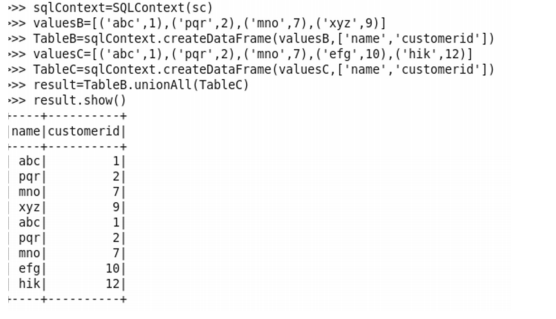 >>> sqlContext=SQLContext(sc)
>>> valuesB=[('abc',1),('pqr',2),('mno',7),('xyz',9)]
>>> TableB=sqlContext.createDataFrame(valuesB,['name','customerid'])
>>> valuesC=[('abc',1),('pqr',2),('mno',7),('efg',10),('hik',12)]
>>> TableC=sqlContext.createDataFrame(valuesC,['name','customerid'])
>>> result=TableB.unionAll(TableC)
>>> result.show()
+----+----------+
|name|customerid|
+----+----------+
| abc|         1|
| pqr|         2|
| mno|         7|
| xyz|         9|
| abc|         1|
| pqr|         2|
| mno|         7|
| efg|        10|
| hik|        12|
+----+----------+